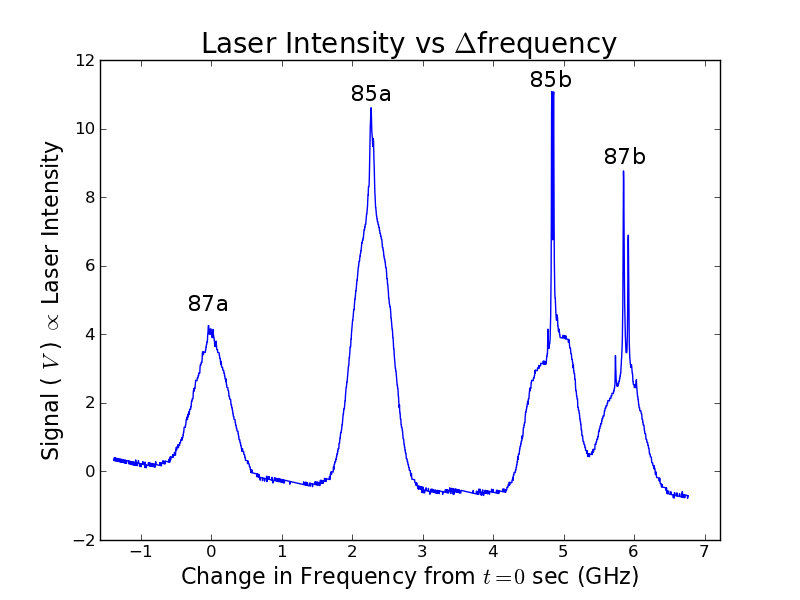 Laser Intensity vs Δfrequency
12
10
8
6
4
2
0
−2
Signal ( V ) ∝ Laser Intensity
87a
85a
85b
87b
−1 0 1 2 3 4 5 6 7
Change in Frequency from t=0 sec (GHz)